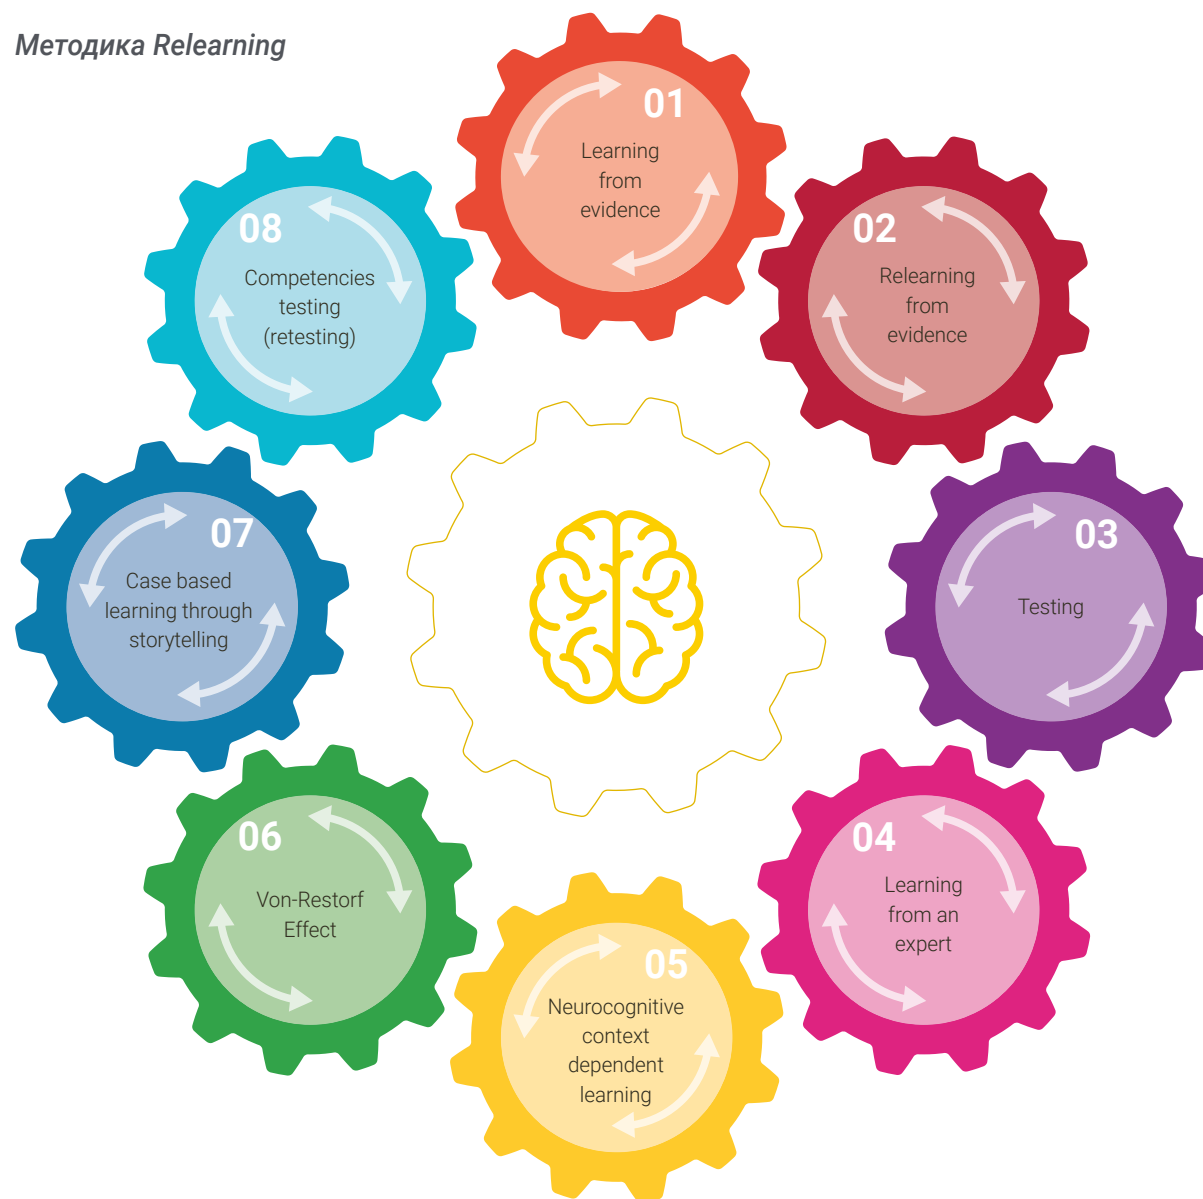 Методика Relearning
01
Learning
from
evidence
02
Relearning
from
evidence
03
Testing
04
Learning
from an
expert
05
Neurocognitive
context
dependent
learning
06
Von-Restorf
Effect
07
Case based
learning through
storytelling
08
Competencies
testing
(retesting)